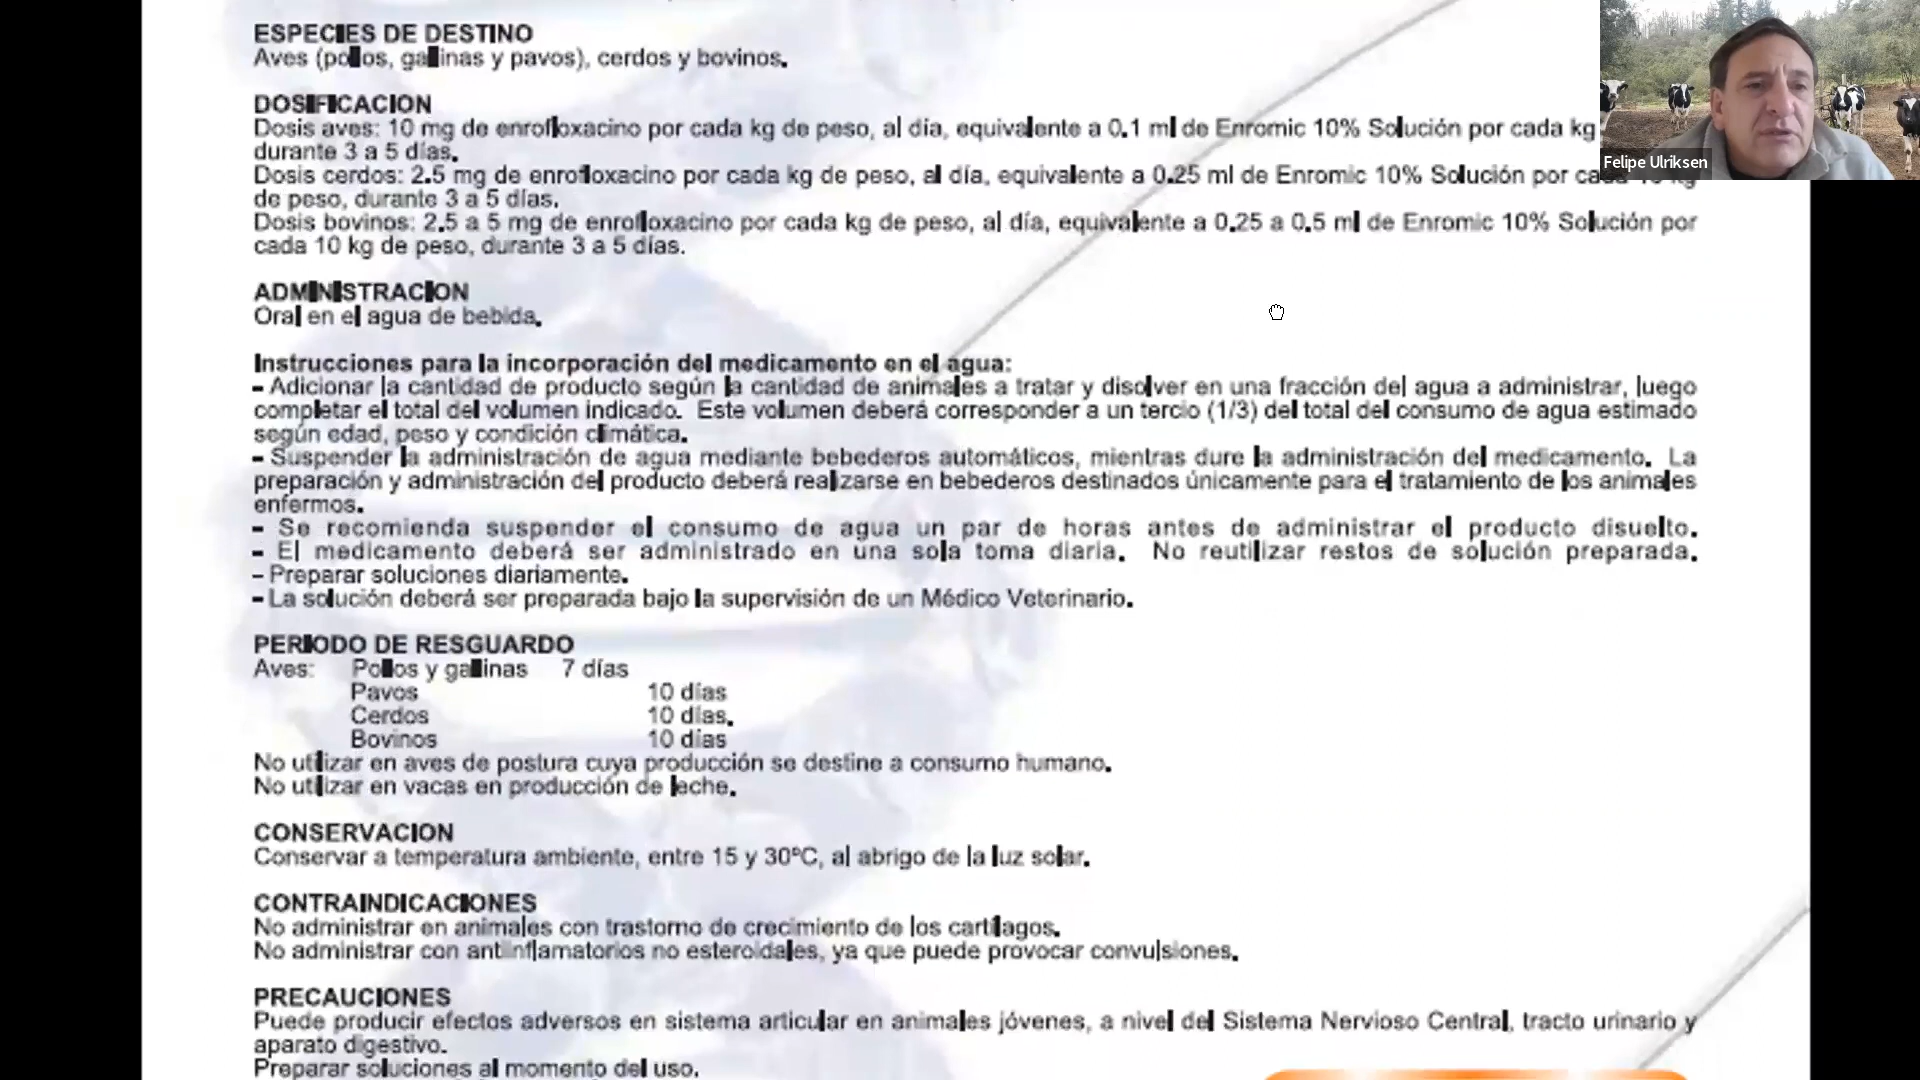 ESPECIES DE DESTINO
Aves (pollos, gallinas y pavos), cerdos y bovinos.
DOSIFICACION
Dosis aves: 10 mg de enrofloxacino por cada kg de peso, al día, equivalente a 0.1 ml de Enromic 10% Solución por cada kg
durante 3 a 5 días.
Dosis cerdos: 2.5 mg de enrofloxacino por cada kg de peso, al día, equivalente a 0.25 ml de Enromic 10% Solución por cada 10 kg
de peso, durante 3 a 5 días.
Dosis bovinos: 2.5 a 5 mg de enrofloxacino por cada kg de peso, al día, equivalente a 0.25 a 0.5 ml de Enromic 10% Solución por
cada 10 kg de peso, durante 3 a 5 días.
ADMINISTRACION
Oral en el agua de bebida.
Instrucciones para la incorporación del medicamento en el agua:
- Adicionar la cantidad de producto según la cantidad de animales a tratar y disolver en una fracción del agua a administrar, luego
completar el total del volumen indicado. Este volumen deberá corresponder a un tercio (1/3) del total del consumo de agua estimado
según edad, peso y condición climática.
- Suspender la administración de agua mediante bebederos automáticos, mientras dure la administración del medicamento. La
preparación y administración del producto deberá realizarse en bebederos destinados únicamente para el tratamiento de los animales
enfermos.
- Se recomienda suspender el consumo de agua un par de horas antes de administrar el producto disuelto.
- El medicamento deberá ser administrado en una sola toma diaria. No reutilizar restos de solución preparada.
- Preparar soluciones diariamente.
- La solución deberá ser preparada bajo la supervisión de un Médico Veterinario.
PERIODO DE RESGUARDO
Aves: Pollos y gallinas 7 días
Pavos 10 días
Cerdos 10 días.
Bovinos 10 días
No utilizar en aves de postura cuya producción se destine a consumo humano.
No utilizar en vacas en producción de leche.
CONSERVACION
Conservar a temperatura ambiente, entre 15 y 30ºC, al abrigo de la luz solar.
CONTRAINDICACIONES
No administrar en animales con trastorno de crecimiento de los cartílagos.
No administrar con antiinflamatorios no esteroidales, ya que puede provocar convulsiones.
PRECAUCIONES
Puede producir efectos adversos en sistema articular en animales jóvenes, a nivel del Sistema Nervioso Central, tracto urinario y
aparato digestivo.
Preparar soluciones al momento del uso.
Felipe Ulriksen